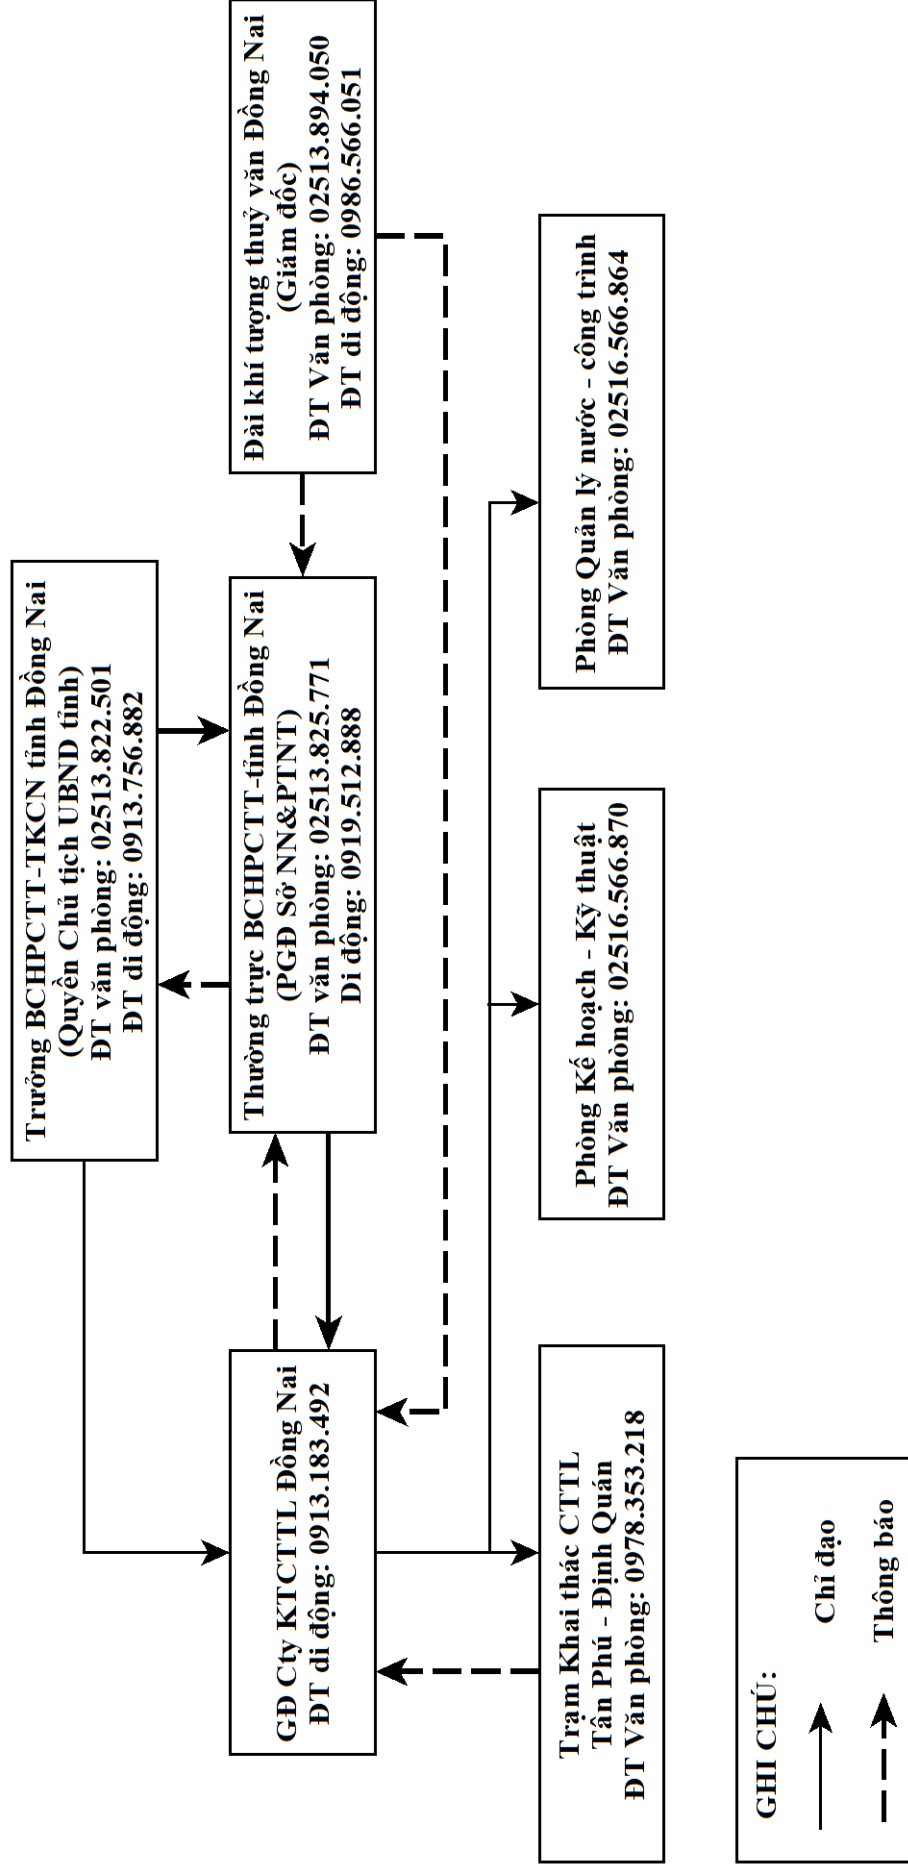 Trưởng BCHPCTT-TKCN tỉnh Đồng Nai
(Quyền Chủ tịch UBND tỉnh)
ĐT văn phòng: 02513.822.501
ĐT di động: 0913.756.882
GĐ Cty KTCTTL Đồng Nai
ĐT di động: 0913.183.492
Thường trực BCHPCTT-tỉnh Đồng Nai
(PGĐ Sở NN&PTNT)
ĐT văn phòng: 02513.825.771
Di động: 0919.512.888
Đài khí tượng thuỷ văn Đồng Nai
(Giám đốc)
ĐT Văn phòng: 02513.894.050
ĐT di động: 0986.566.051
Trạm Khai thác CTTL
Tân Phú - Định Quán
ĐT Văn phòng: 0978.353.218
Phòng Kế hoạch - Kỹ thuật
ĐT Văn phòng: 02516.566.870
Phòng Quản lý nước - công trình
ĐT Văn phòng: 02516.566.864
GHI CHÚ:
Chỉ đạo
Thông báo